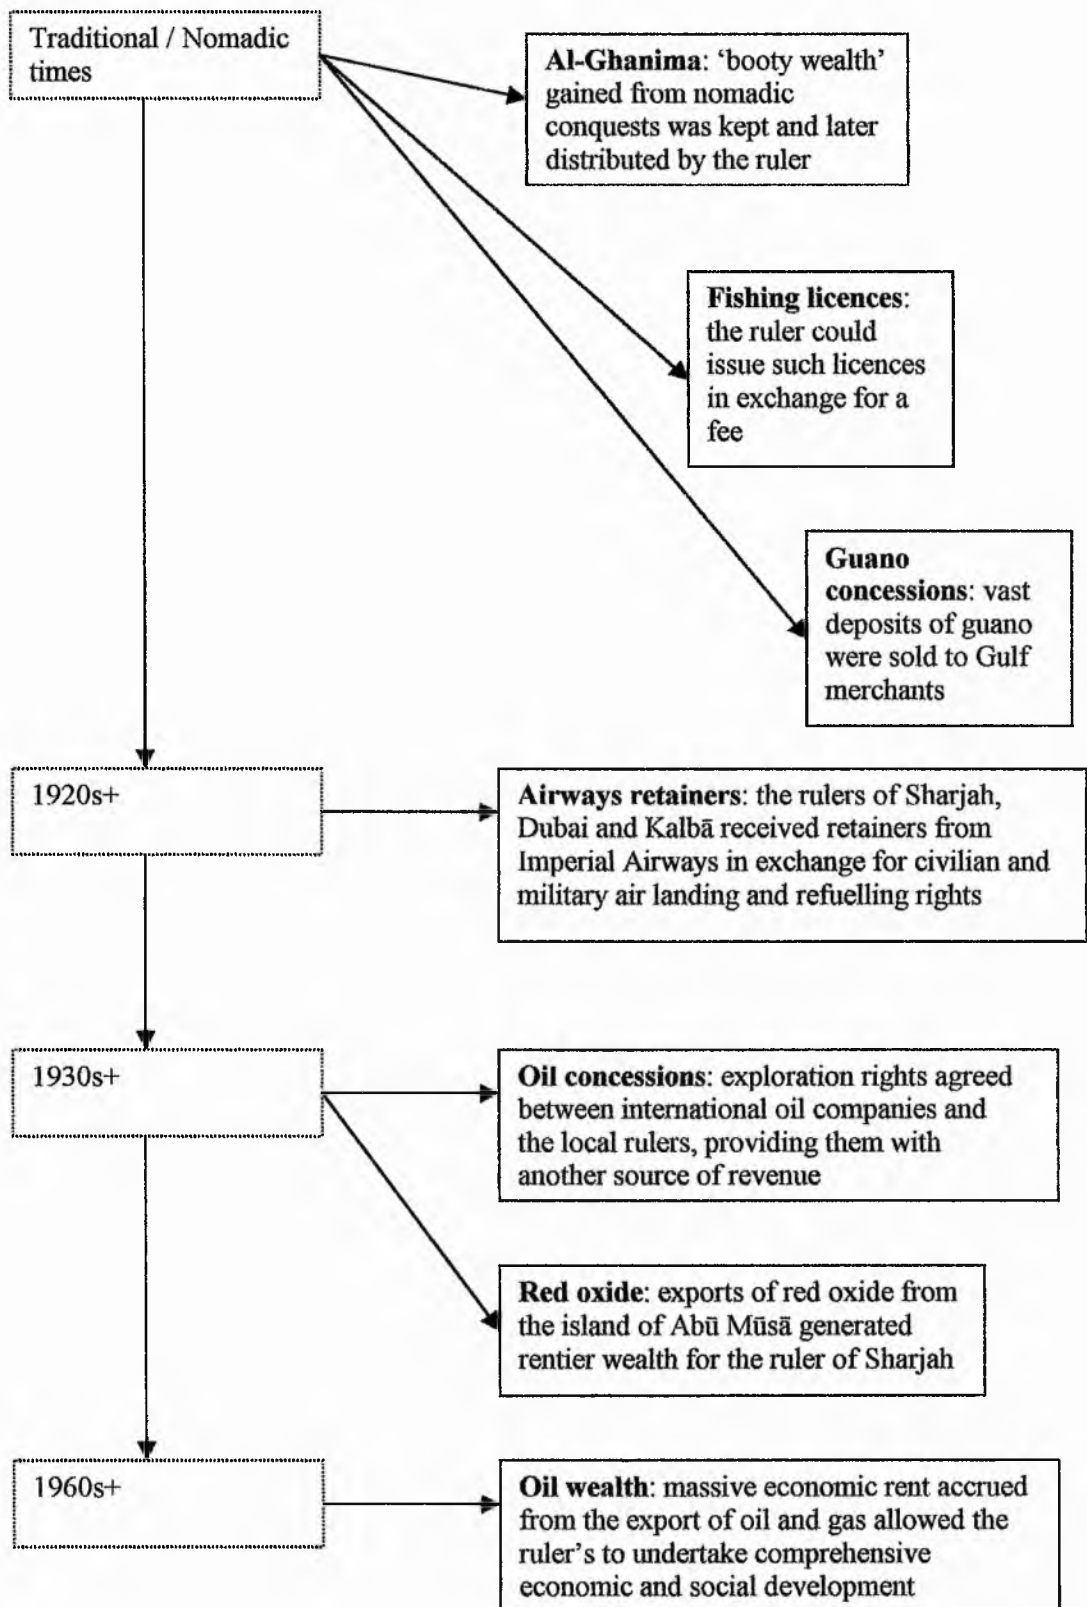 Traditional / Nomadic
times
Al-Ghanima: ‘booty wealth’
gained from nomadic
conquests was kept and later
distributed by the ruler
Fishing licences:
the ruler could
issue such licences
in exchange for a
fee
Guano
concessions: vast
deposits of guano
were sold to Gulf
merchants
1920s+
Airways retainers: the rulers of Sharjah,
Dubai and Kalbā received retainers from
Imperial Airways in exchange for civilian and
military air landing and refuelling rights
1930s+
Oil concessions: exploration rights agreed
between international oil companies and
the local rulers, providing them with
another source of revenue
Red oxide: exports of red oxide from
the island of Abū Mūsā generated
rentier wealth for the ruler of Sharjah
1960s+
Oil wealth: massive economic rent accrued
from the export of oil and gas allowed the
ruler’s to undertake comprehensive
economic and social development